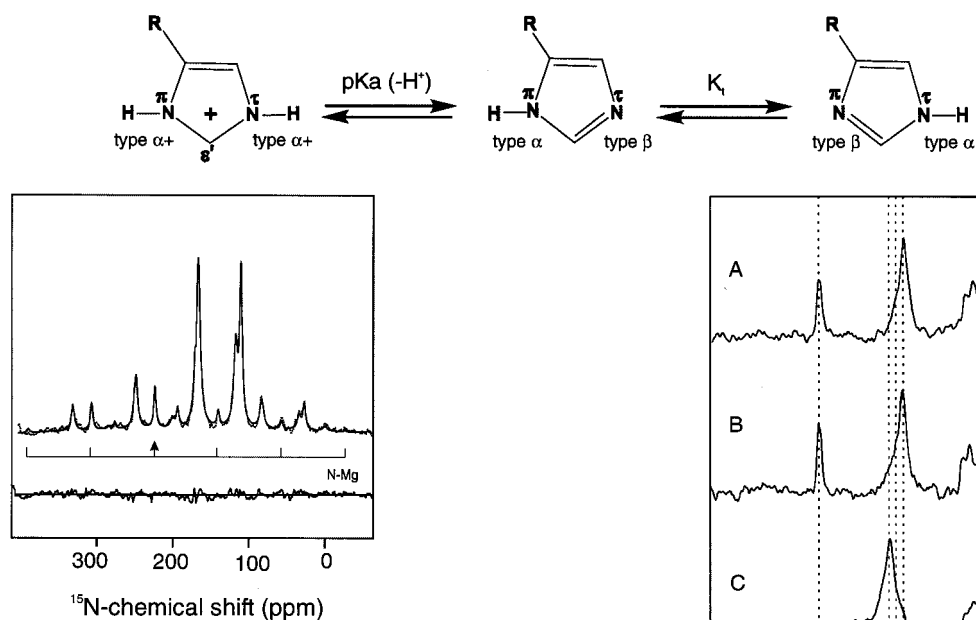 R
R
R
pKa (-H⁺)
Kₜ
π
τ
π
τ
π
τ
H
N
+
N
H
H
N
N
N
N
H
type α+
type α+
type α
type β
type β
type α
ε'
A
B
N-Mg
C
300
200
100
0
¹⁵N-chemical shift (ppm)